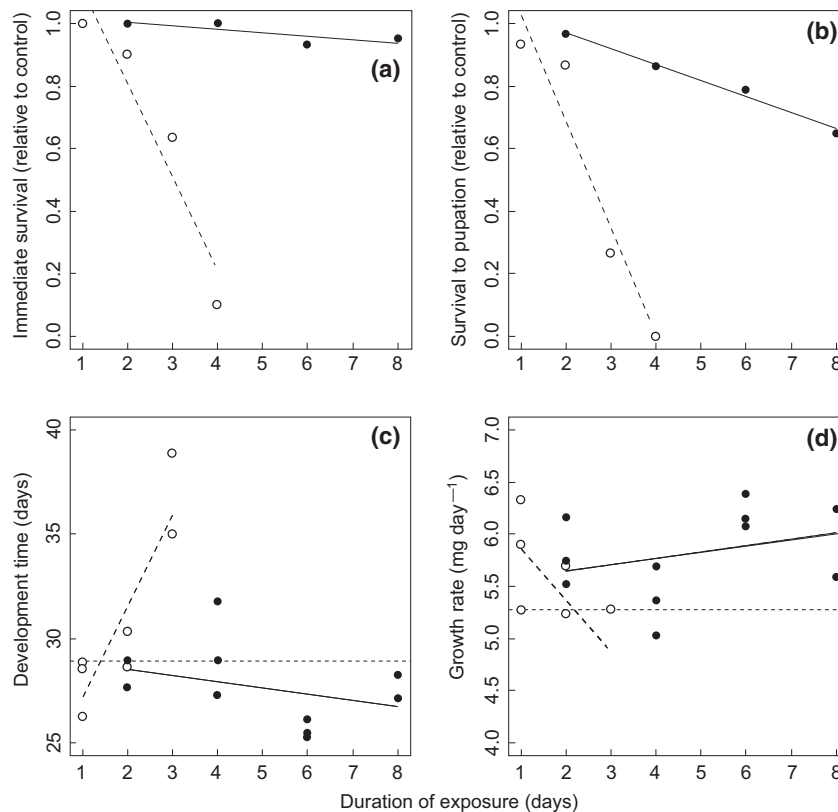 Immediate survival (relative to control)
0.0 0.2 0.4 0.6 0.8 1.0
(a)
1 2 3 4 5 6 7 8
Survival to pupation (relative to control)
0.0 0.2 0.4 0.6 0.8 1.0
(b)
1 2 3 4 5 6 7 8
Development time (days)
25 30 35 40
(c)
1 2 3 4 5 6 7 8
Growth rate (mg day—1)
4.0 4.5 5.0 5.5 6.0 6.5 7.0
(d)
1 2 3 4 5 6 7 8
Duration of exposure (days)